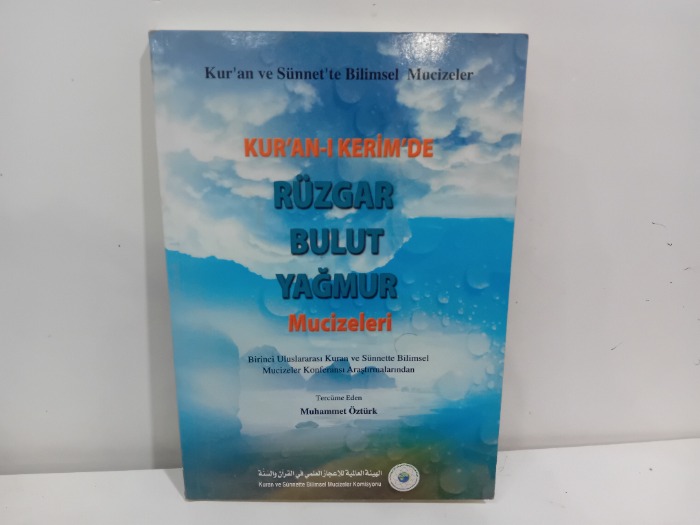 Kur'an ve Sünnet'te Bilimsel Mucizeler
KUR'AN-I KERİM'DE
RÜZGAR
BULUT
YAĞMUR
Mucizeleri
Birinci Uluslararası Kuran ve Sünnette Bilimsel
Mucizeler Konferansı Araştırmalarından
Tercüme Eden
Muhammet Öztürk
الهيئة العالمية للإعجاز العلمي في القرآن والسنة
Kuran ve Sünnette Bilimsel Mucizeler Komisyonu